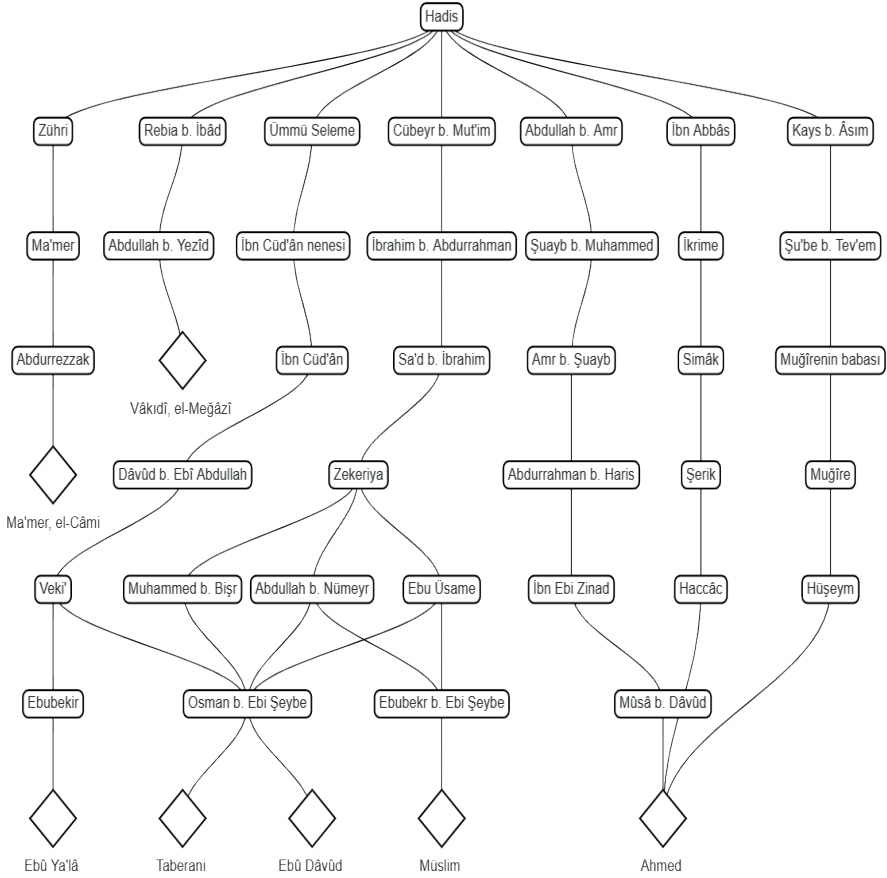 Hadis
Zührî
Rebia b. İbâd
Ümmü Seleme
Cübeyr b. Mut'im
Abdullah b. Amr
İbn Abbâs
Kays b. Âsım
Ma'mer
Abdullah b. Yezîd
İbn Cüd'ân nenesi
İbrahim b. Abdurrahman
Şuayb b. Muhammed
İkrime
Şu'be b. Tev'em
Abdurrezzak
İbn Cüd'ân
Sa'd b. İbrahim
Amr b. Şuayb
Simâk
Muğîrenin babası
Vâkıdî, el-Meğâzî
Dâvûd b. Ebî Abdullah
Zekeriya
Abdurrahman b. Haris
Şerik
Muğîre
Ma'mer, el-Câmi
Veki'
Muhammed b. Bişr
Abdullah b. Nümeyr
Ebu Üsame
İbn Ebi Zinad
Haccâc
Hüşeym
Ebubekir
Osman b. Ebi Şeybe
Ebubekr b. Ebi Şeybe
Mûsâ b. Dâvûd
Ebû Ya'lâ
Taberani
Ebû Dâvûd
Müslim
Ahmed